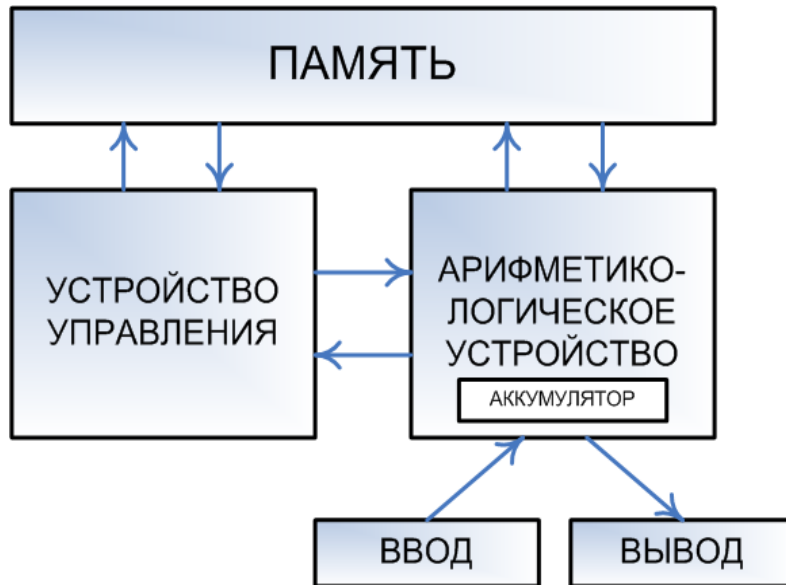 ПАМЯТЬ
УСТРОЙСТВО
УПРАВЛЕНИЯ
АРИФМЕТИКО-
ЛОГИЧЕСКОЕ
УСТРОЙСТВО
АККУМУЛЯТОР
ВВОД
ВЫВОД